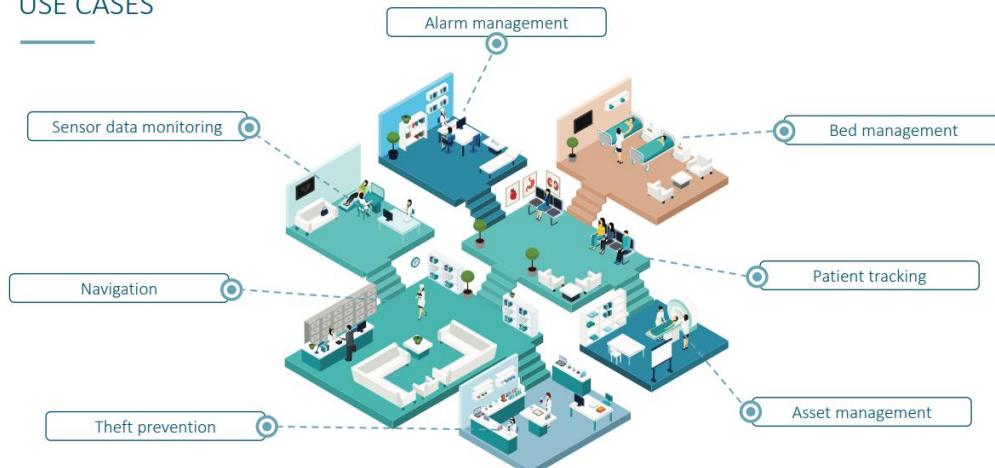 USE CASES
Alarm management
Sensor data monitoring
Bed management
Navigation
Patient tracking
Theft prevention
Asset management